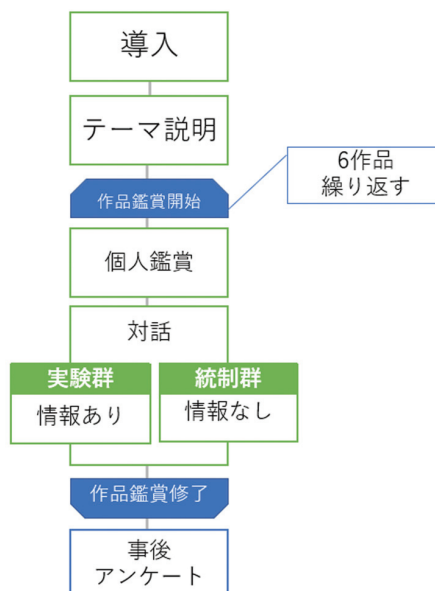 導入
テーマ説明
作品鑑賞開始
6作品
繰り返す
個人鑑賞
対話
実験群
情報あり
統制群
情報なし
作品鑑賞修了
事後
アンケート